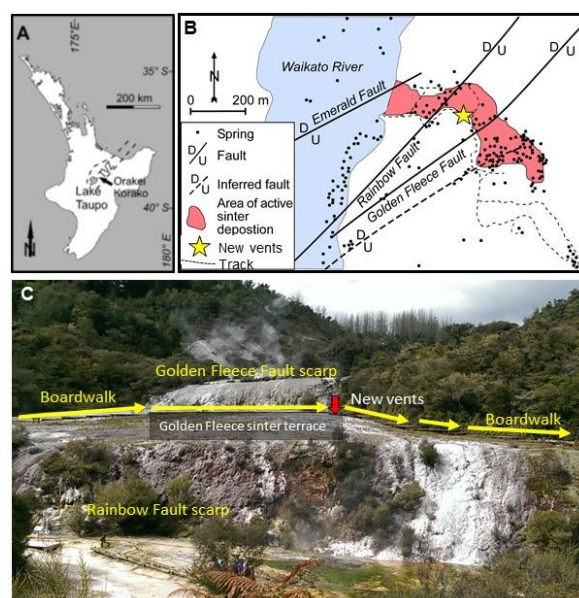 A
175°E
35° S
200 km
TVZ
Orakei
Korako
Lake
Taupo
40° S
180° E
N
B
N
0 200 m
Waikato River
Emerald Fault
D
U
D
U
D
U
Rainbow Fault
Golden Fleece Fault
D
U
Spring
D
U
Fault
D
U
Inferred fault
Area of active
sinter
depostion
New vents
Track
C
Golden Fleece Fault scarp
Boardwalk
New vents
Boardwalk
Golden Fleece sinter terrace
Rainbow Fault scarp